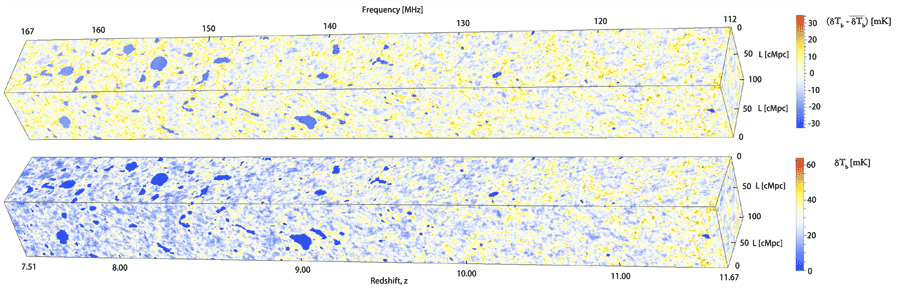 Frequency [MHz]
167 160 150 140 130 120 112
0
50
L [cMpc]
100
50
L [cMpc]
0
30
20
10
0
-10
-20
-30
(δT_b - \overline{δT_b}) [mK]
0
50
L [cMpc]
100
50
L [cMpc]
0
60
40
20
0
δT_b [mK]
7.51 8.00 9.00 10.00 11.00 11.67
Redshift, z